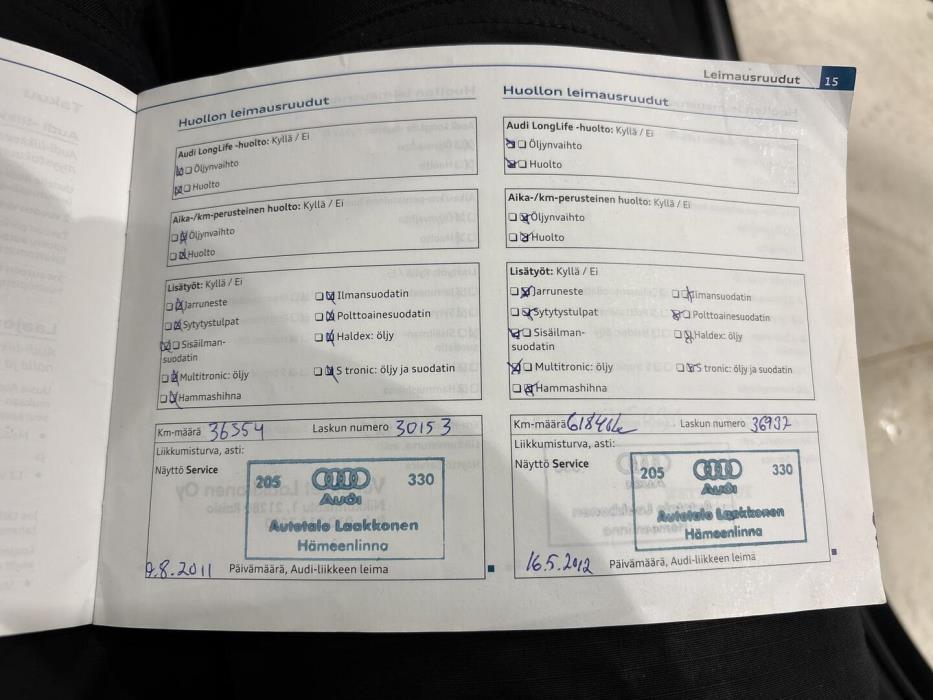 Leimausruudut 15
Huollon leimausruudut
Audi LongLife -huolto: Kyllä / Ei
Öljynvaihto
Huolto
Aika-/km-perusteinen huolto: Kyllä / Ei
Öljynvaihto
Huolto
Lisätyöt: Kyllä / Ei
Jarruneste
Ilmansuodatin
Sytytystulpat
Polttoainesuodatin
Sisäilman-
suodatin
Haldex: öljy
Multitronic: öljy
S tronic: öljy ja suodatin
Hammashihna
Km-määrä 36554 Laskun numero 30153
Liikkumisturva, asti:
Näyttö Service
205 330
Audi
Autotalo Laakkonen
Hämeenlinna
9.8.2011 Päivämäärä, Audi-liikkeen leima
Huollon leimausruudut
Audi LongLife -huolto: Kyllä / Ei
Öljynvaihto
Huolto
Aika-/km-perusteinen huolto: Kyllä / Ei
Öljynvaihto
Huolto
Lisätyöt: Kyllä / Ei
Jarruneste
Ilmansuodatin
Sytytystulpat
Polttoainesuodatin
Sisäilman-
suodatin
Haldex: öljy
Multitronic: öljy
S tronic: öljy ja suodatin
Hammashihna
Km-määrä Laskun numero 36937
Liikkumisturva, asti:
Näyttö Service
205 330
Audi
Autotalo Laakkonen
Hämeenlinna
16.5.2012 Päivämäärä, Audi-liikkeen leima